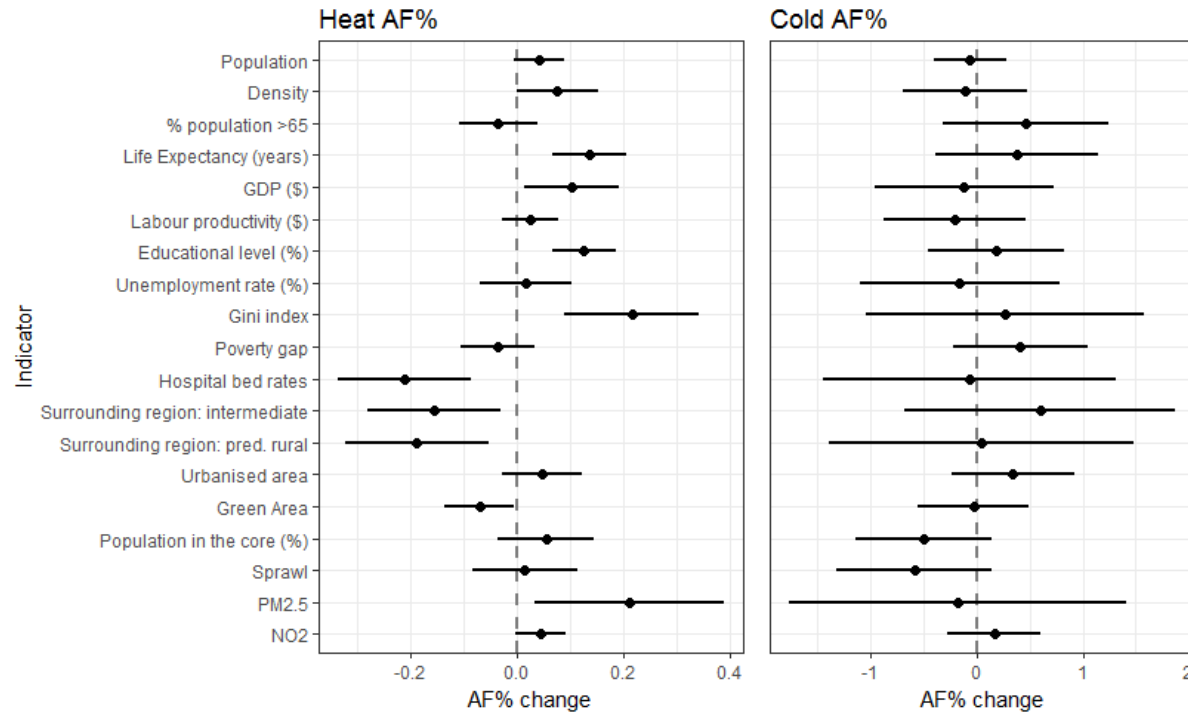 Heat AF%
Cold AF%
Indicator
Population
Density
% population >65
Life Expectancy (years)
GDP ($)
Labour productivity ($)
Educational level (%)
Unemployment rate (%)
Gini index
Poverty gap
Hospital bed rates
Surrounding region: intermediate
Surrounding region: pred. rural
Urbanised area
Green Area
Population in the core (%)
Sprawl
PM2.5
NO2
-0.2 0.0 0.2 0.4
-1 0 1 2
AF% change
AF% change